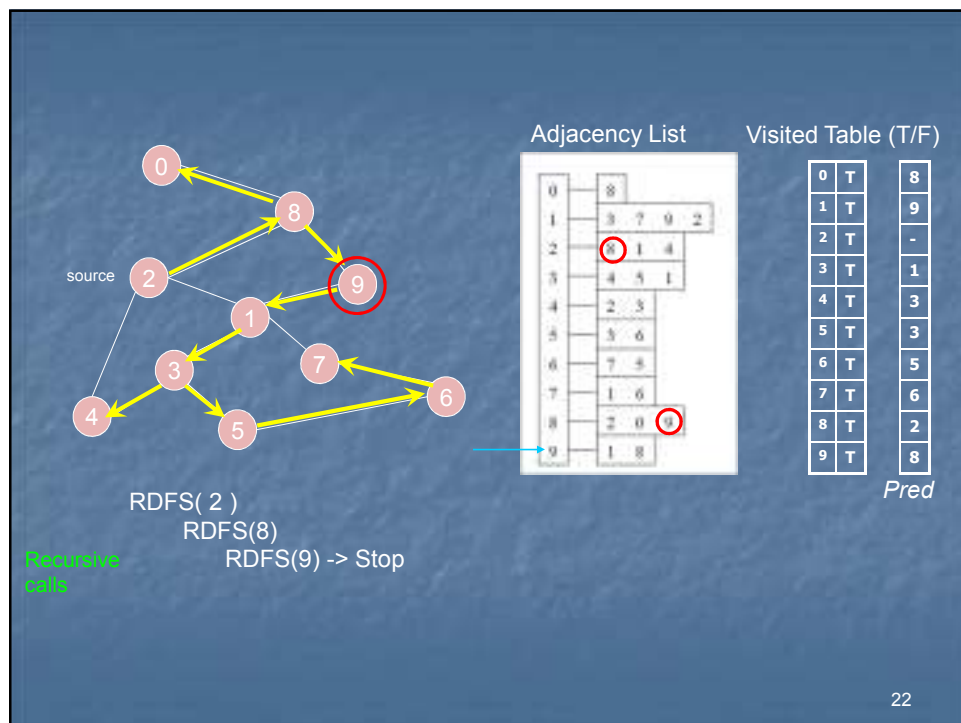 Adjacency List
Visited Table (T/F)
0
8
source
2
9
1
7
3
6
4
5
0 8
1 3 7 9 2
2 8 1 4
3 4 5 1
4 2 3
5 3 6
6 7 5
7 1 6
8 2 0 9
9 1 8
0 T 8
1 T 9
2 T -
3 T 1
4 T 3
5 T 3
6 T 5
7 T 6
8 T 2
9 T 8
Pred
RDFS( 2 )
RDFS(8)
RDFS(9) -> Stop
Recursive
calls
22